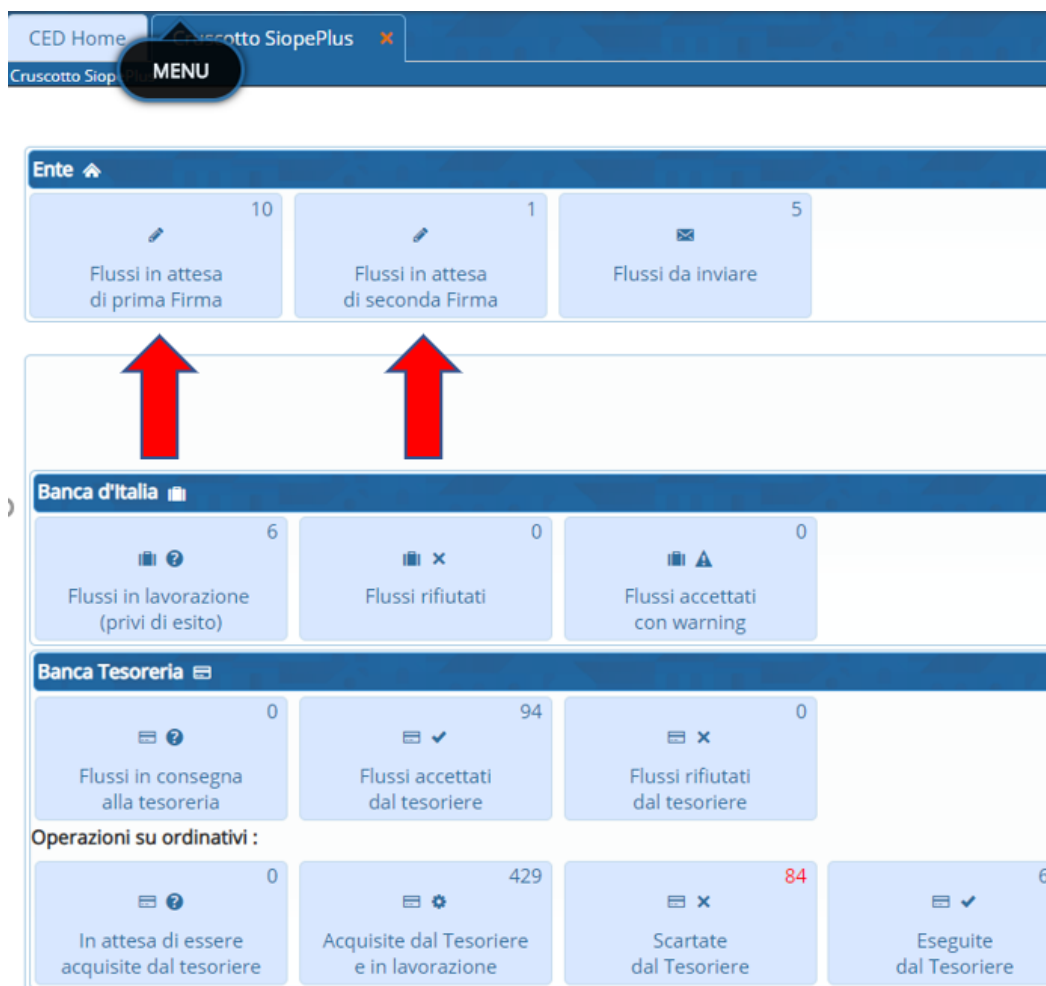 CED Home
Cruscotto SiopePlus
MENU
Cruscotto Siop
Ente
10
1
5
Flussi in attesa
di prima Firma
Flussi in attesa
di seconda Firma
Flussi da inviare
Banca d'Italia
6
0
0
Flussi in lavorazione
(privi di esito)
Flussi rifiutati
Flussi accettati
con warning
Banca Tesoreria
0
94
0
Flussi in consegna
alla tesoreria
Flussi accettati
dal tesoriere
Flussi rifiutati
dal tesoriere
Operazioni su ordinativi :
0
429
84
6
In attesa di essere
acquisite dal tesoriere
Acquisite dal Tesoriere
e in lavorazione
Scartate
dal Tesoriere
Eseguite
dal Tesoriere